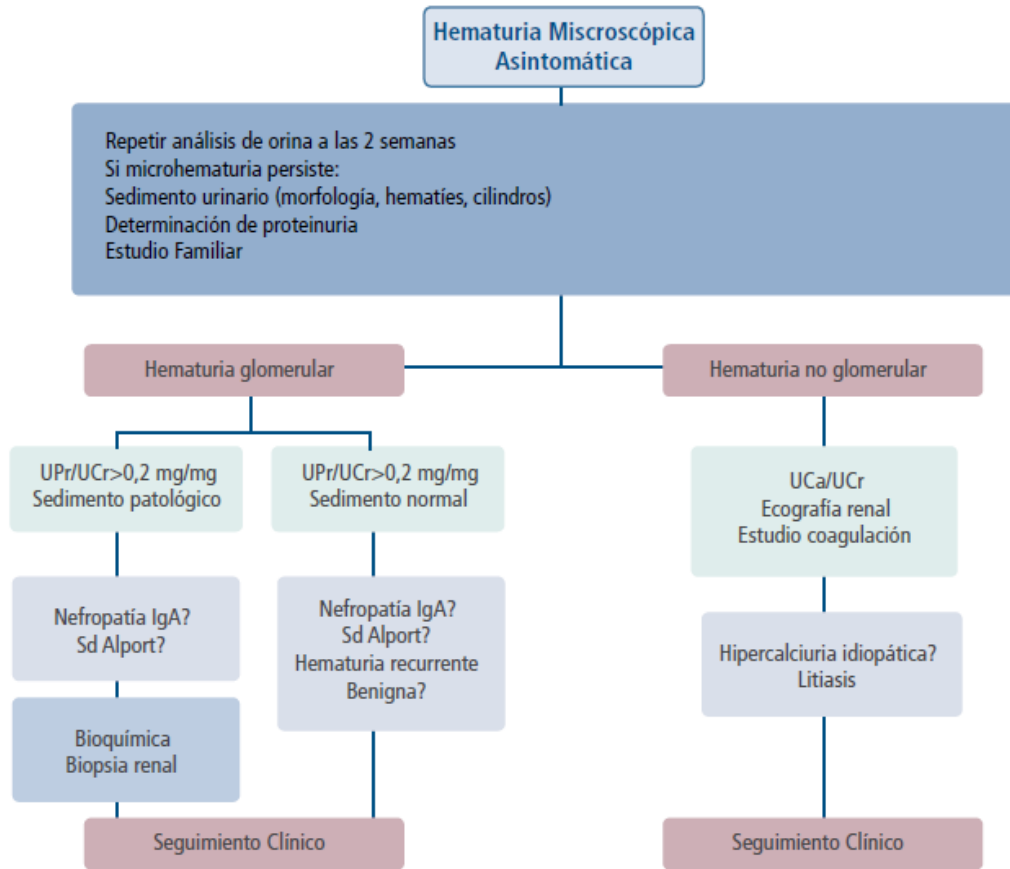 Hematuria Miscroscópica
Asintomática
Repetir análisis de orina a las 2 semanas
Si microhematuria persiste:
Sedimento urinario (morfología, hematíes, cilindros)
Determinación de proteinuria
Estudio Familiar
Hematuria glomerular
Hematuria no glomerular
UPr/UCr>0,2 mg/mg
Sedimento patológico
UPr/UCr>0,2 mg/mg
Sedimento normal
UCa/UCr
Ecografía renal
Estudio coagulación
Nefropatía IgA?
Sd Alport?
Nefropatía IgA?
Sd Alport?
Hematuria recurrente
Benigna?
Hipercalciuria idiopática?
Litiasis
Bioquímica
Biopsia renal
Seguimiento Clínico
Seguimiento Clínico